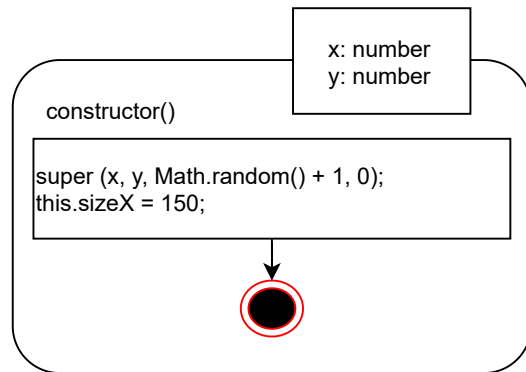 x: number
y: number
constructor()
super (x, y, Math.random() + 1, 0);
this.sizeX = 150;